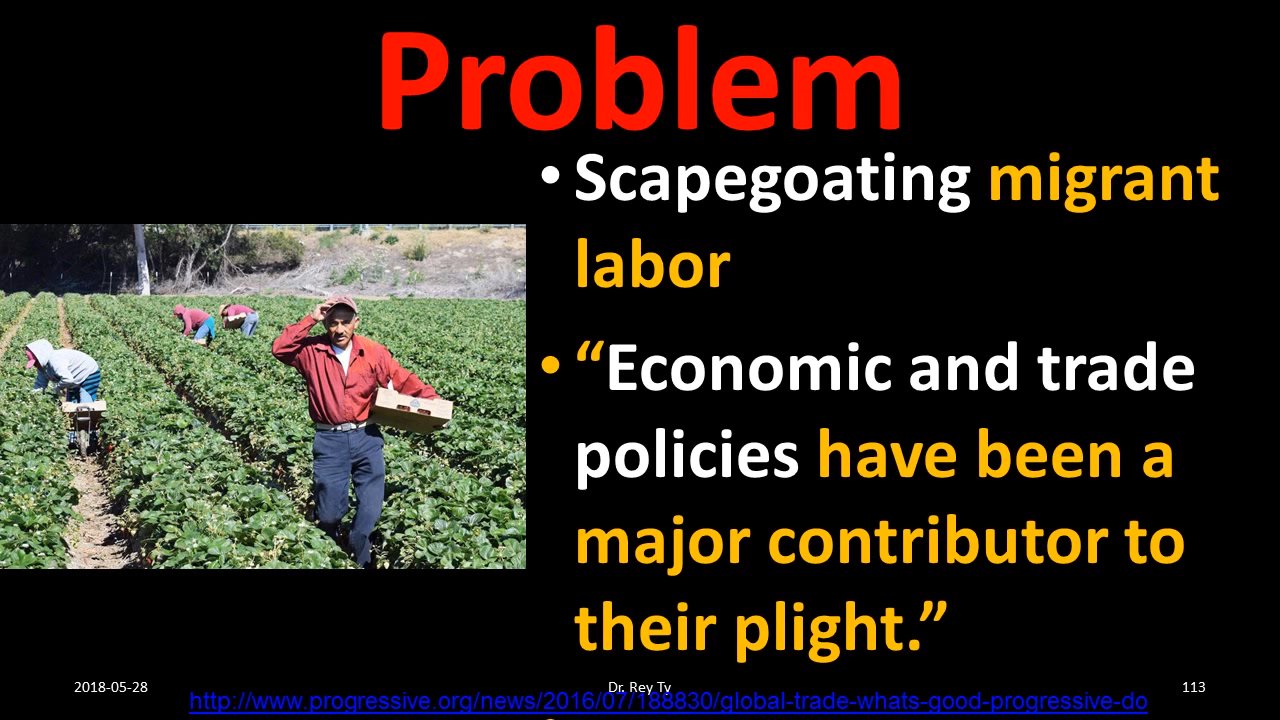 Problem
• Scapegoating migrant
labor
• “Economic and trade
policies have been a
major contributor to
their plight.”
2018-05-28
Dr. Rey Ty
113
http://www.progressive.org/news/2016/07/188830/global-trade-whats-good-progressive-do